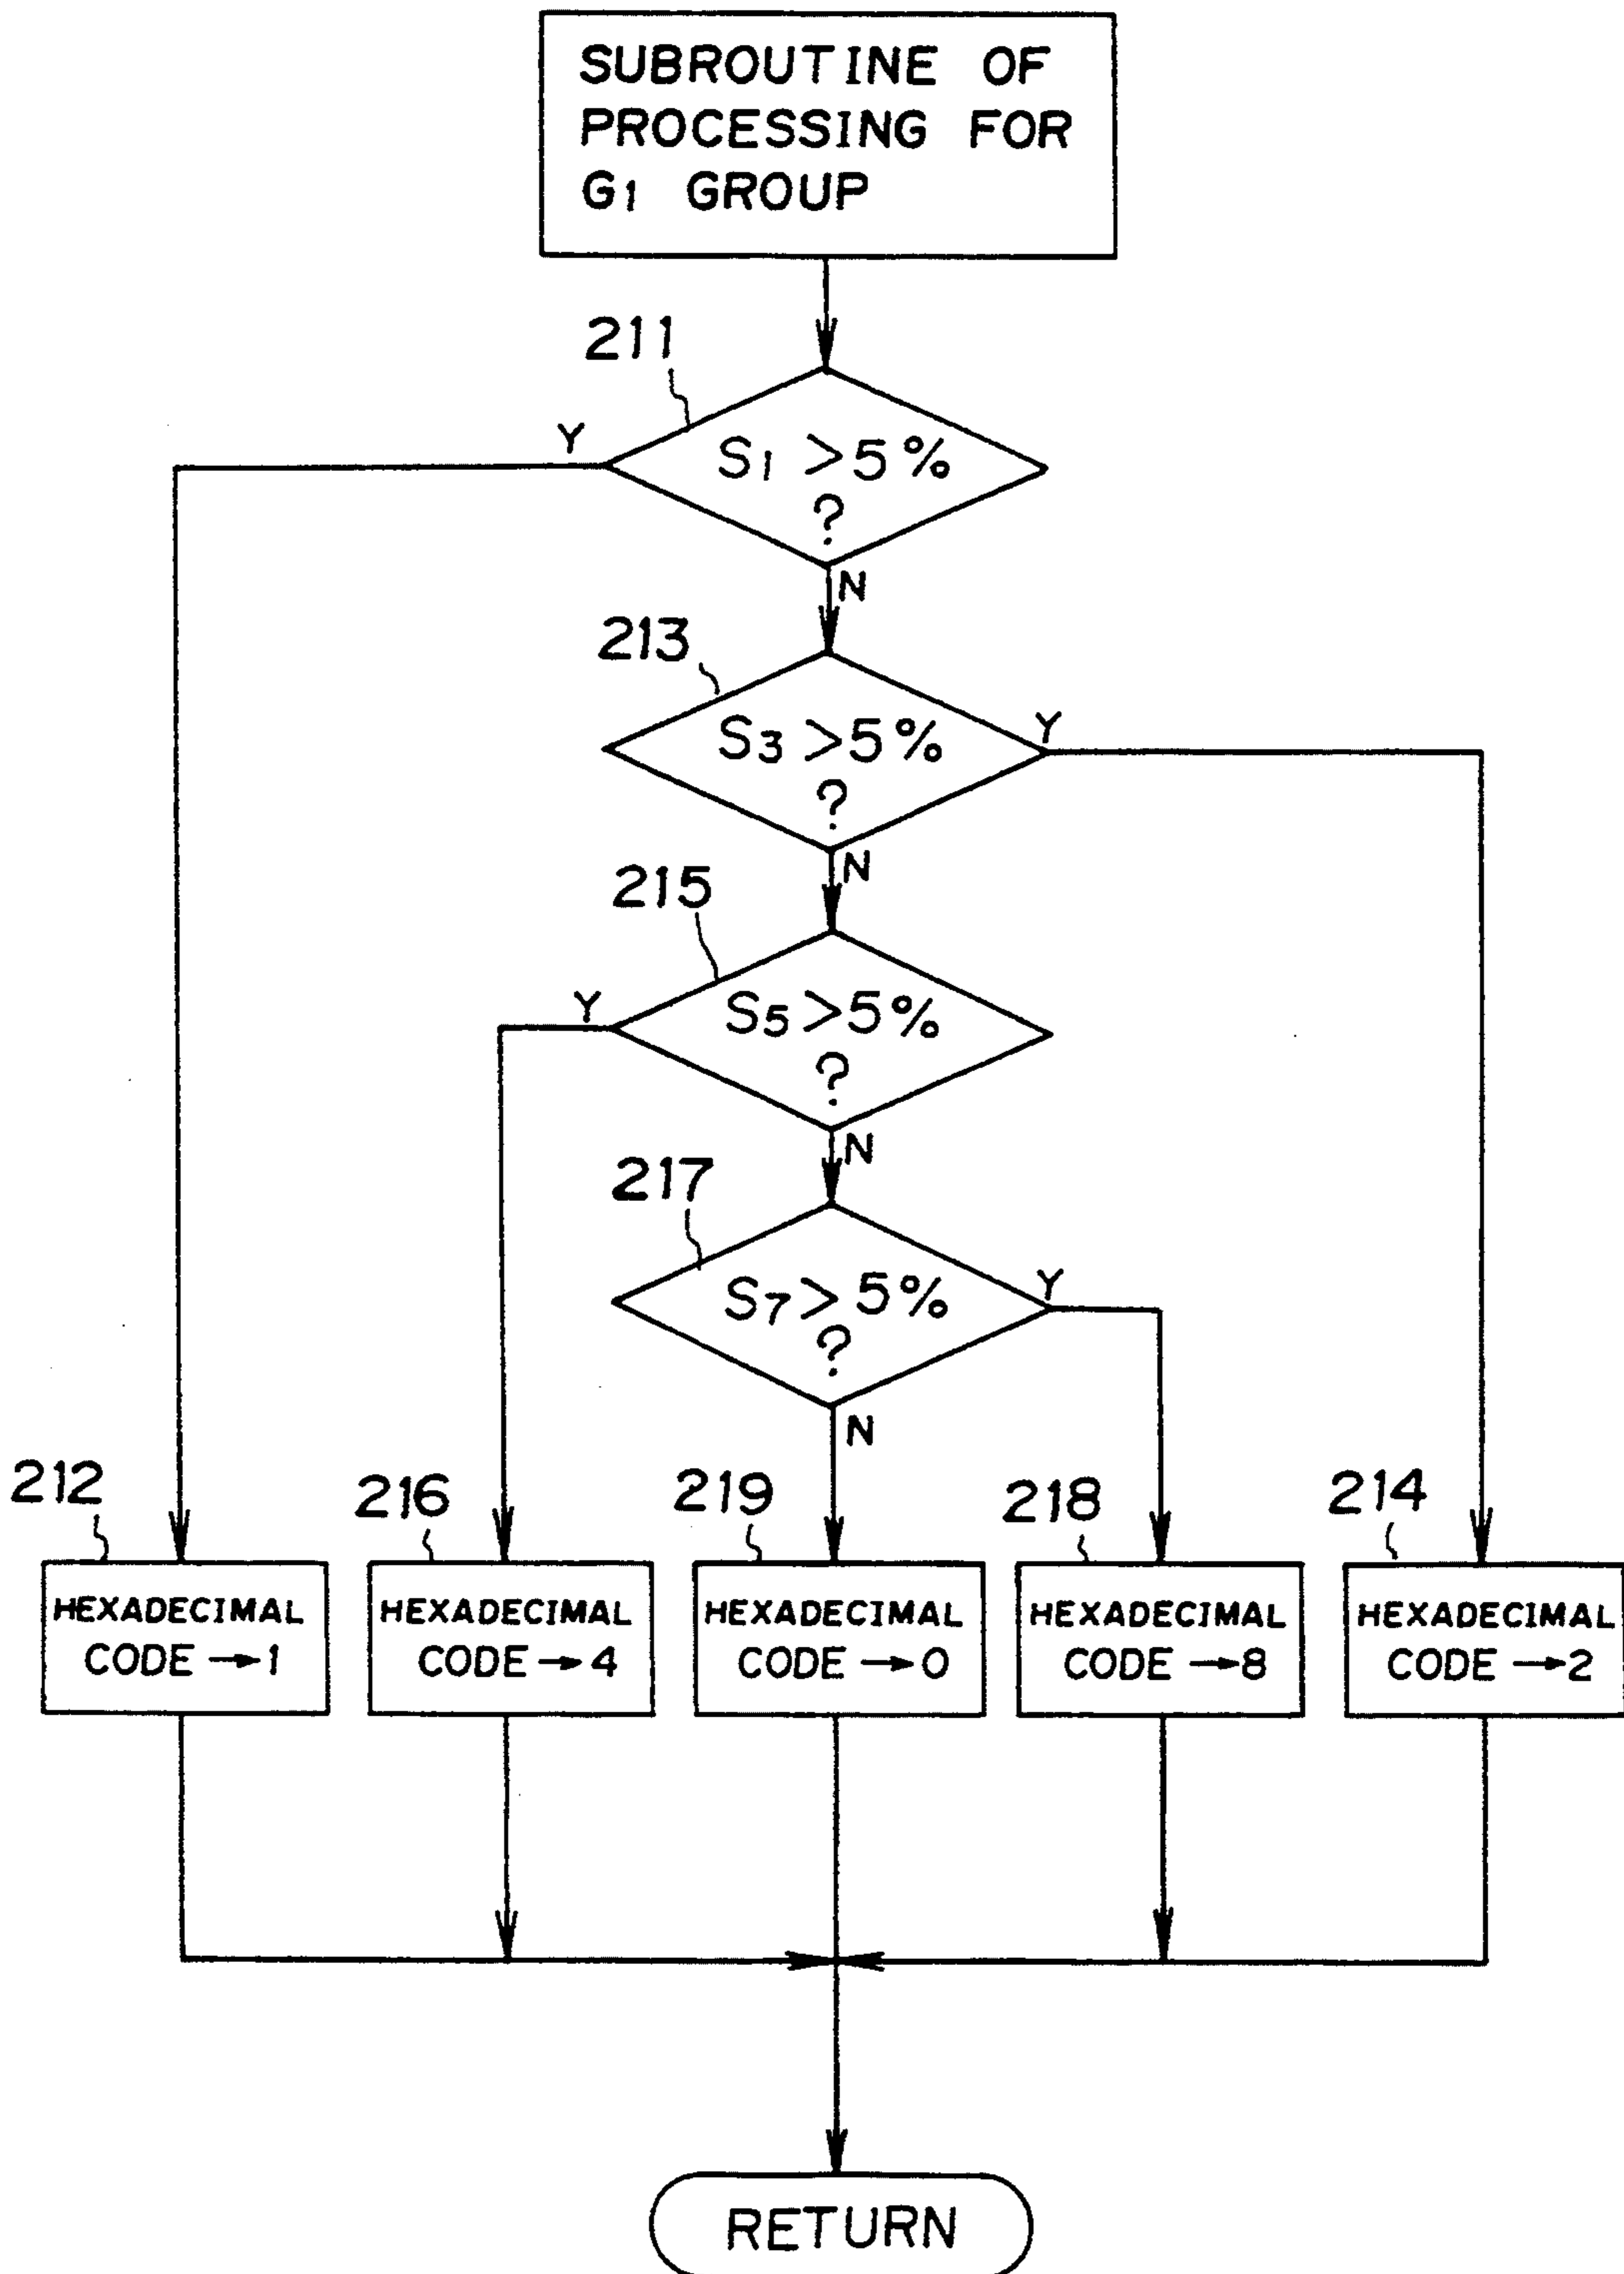 SUBROUTINE OF
PROCESSING FOR
G1 GROUP
211
Y
S1 >5%
?
N
213
S3 >5%
?
Y
N
215
Y
S5 >5%
?
N
217
S7 > 5%
?
Y
N
212
216
219
218
214
HEXADECIMAL
CODE →1
HEXADECIMAL
CODE →4
HEXADECIMAL
CODE →0
HEXADECIMAL
CODE →8
HEXADECIMAL
CODE →2
RETURN